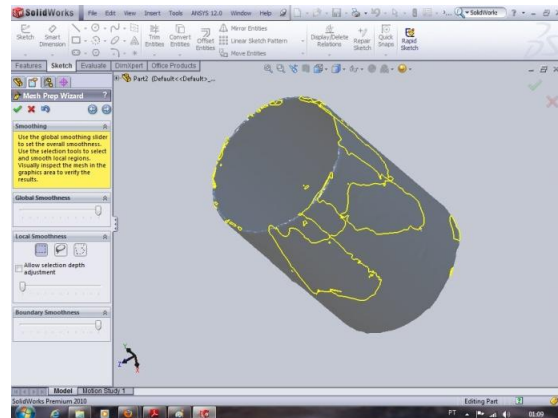 SolidWorks File Edit View Insert Tools ANSYS 12.0 Window Help SolidWorks
Sketch Smart Dimension Trim Entities Convert Entities Offset Entities Mirror Entities Linear Sketch Pattern Move Entities Display/Delete Relations Repair Sketch Quick Snaps Rapid Sketch
Features Sketch Evaluate DimXpert Office Products
Part2 (Default<<Default>_...
Mesh Prep Wizard ?
Smoothing
Use the global smoothing slider
to set the overall smoothness.
Use the selection tools to select
and smooth local regions.
Visually inspect the mesh in the
graphics area to verify the
results.
Global Smoothness
Local Smoothness
Allow selection depth
adjustment
Boundary Smoothness
Model Motion Study 1
SolidWorks Premium 2010 Editing Part
PT 01:09